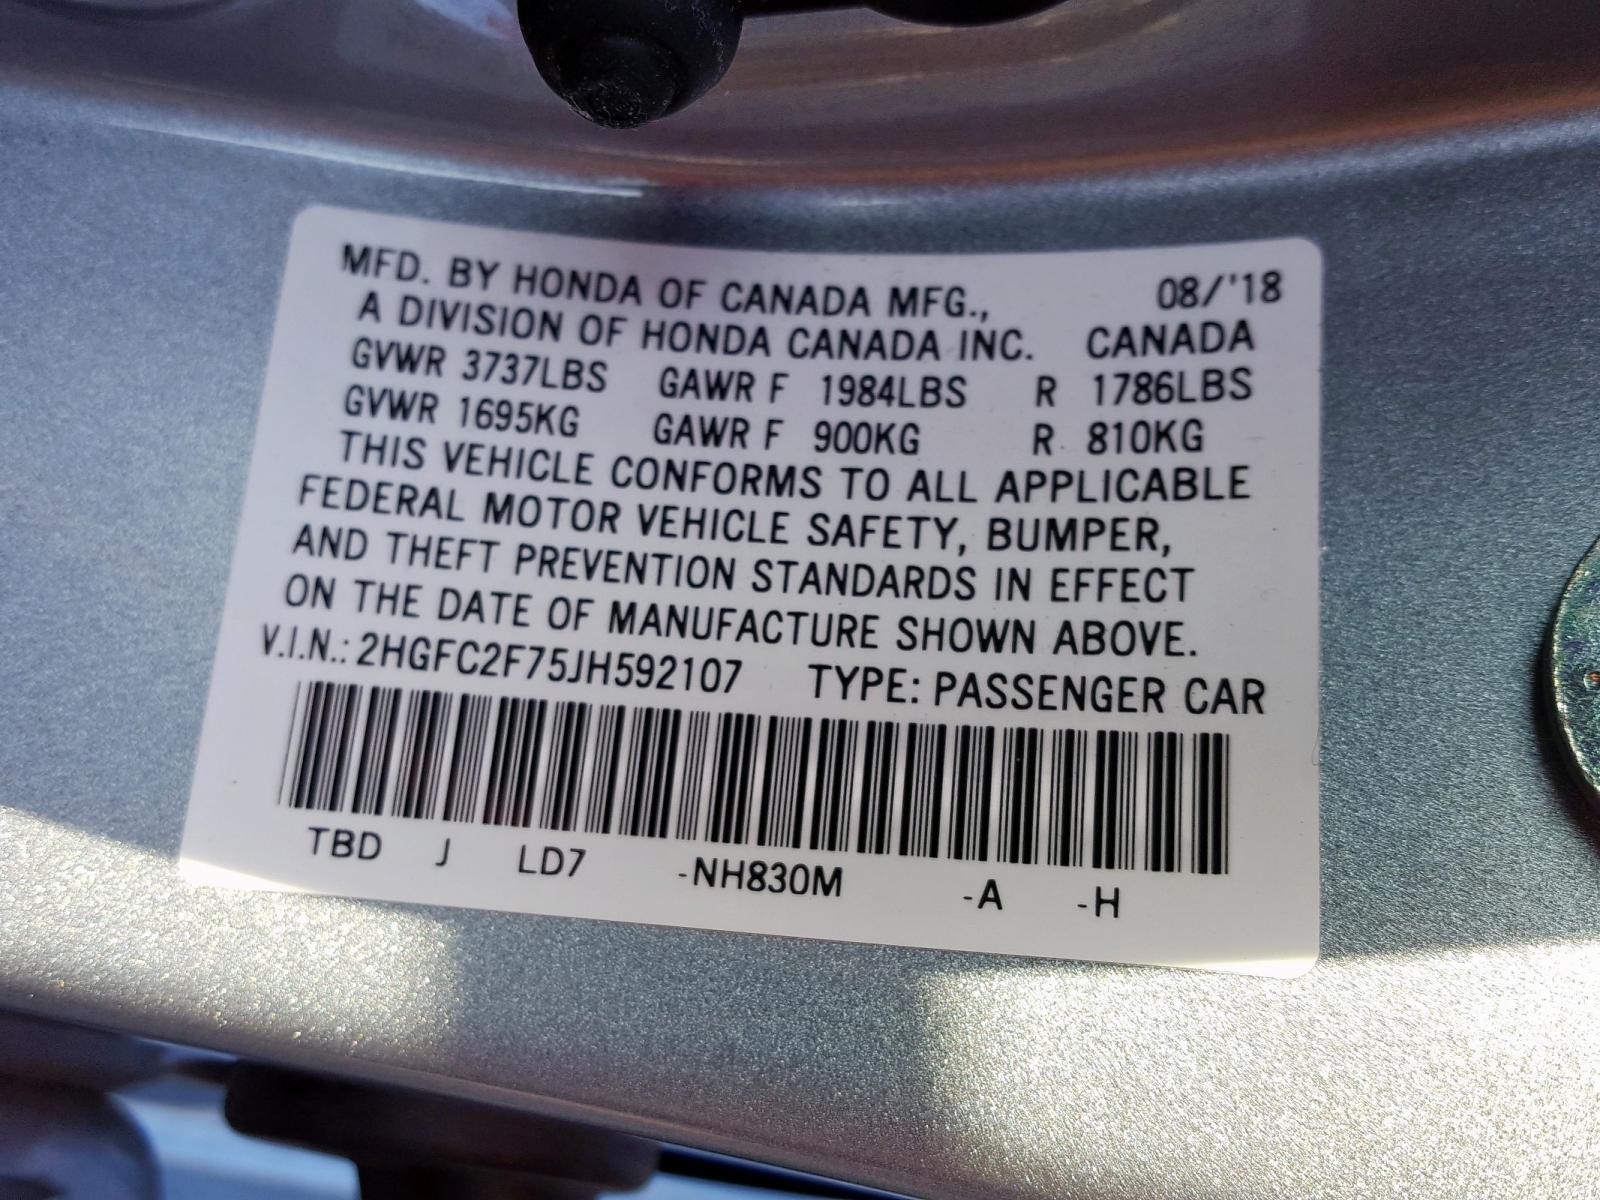 MFD. BY HONDA OF CANADA MFG., 08/'18
A DIVISION OF HONDA CANADA INC. CANADA
GVWR 3737LBS GAWR F 1984LBS R 1786LBS
GVWR 1695KG GAWR F 900KG R 810KG
THIS VEHICLE CONFORMS TO ALL APPLICABLE
FEDERAL MOTOR VEHICLE SAFETY, BUMPER,
AND THEFT PREVENTION STANDARDS IN EFFECT
ON THE DATE OF MANUFACTURE SHOWN ABOVE.
V.I.N.: 2HGFC2F75JH592107 TYPE: PASSENGER CAR
TBD J LD7 -NH830M -A -H